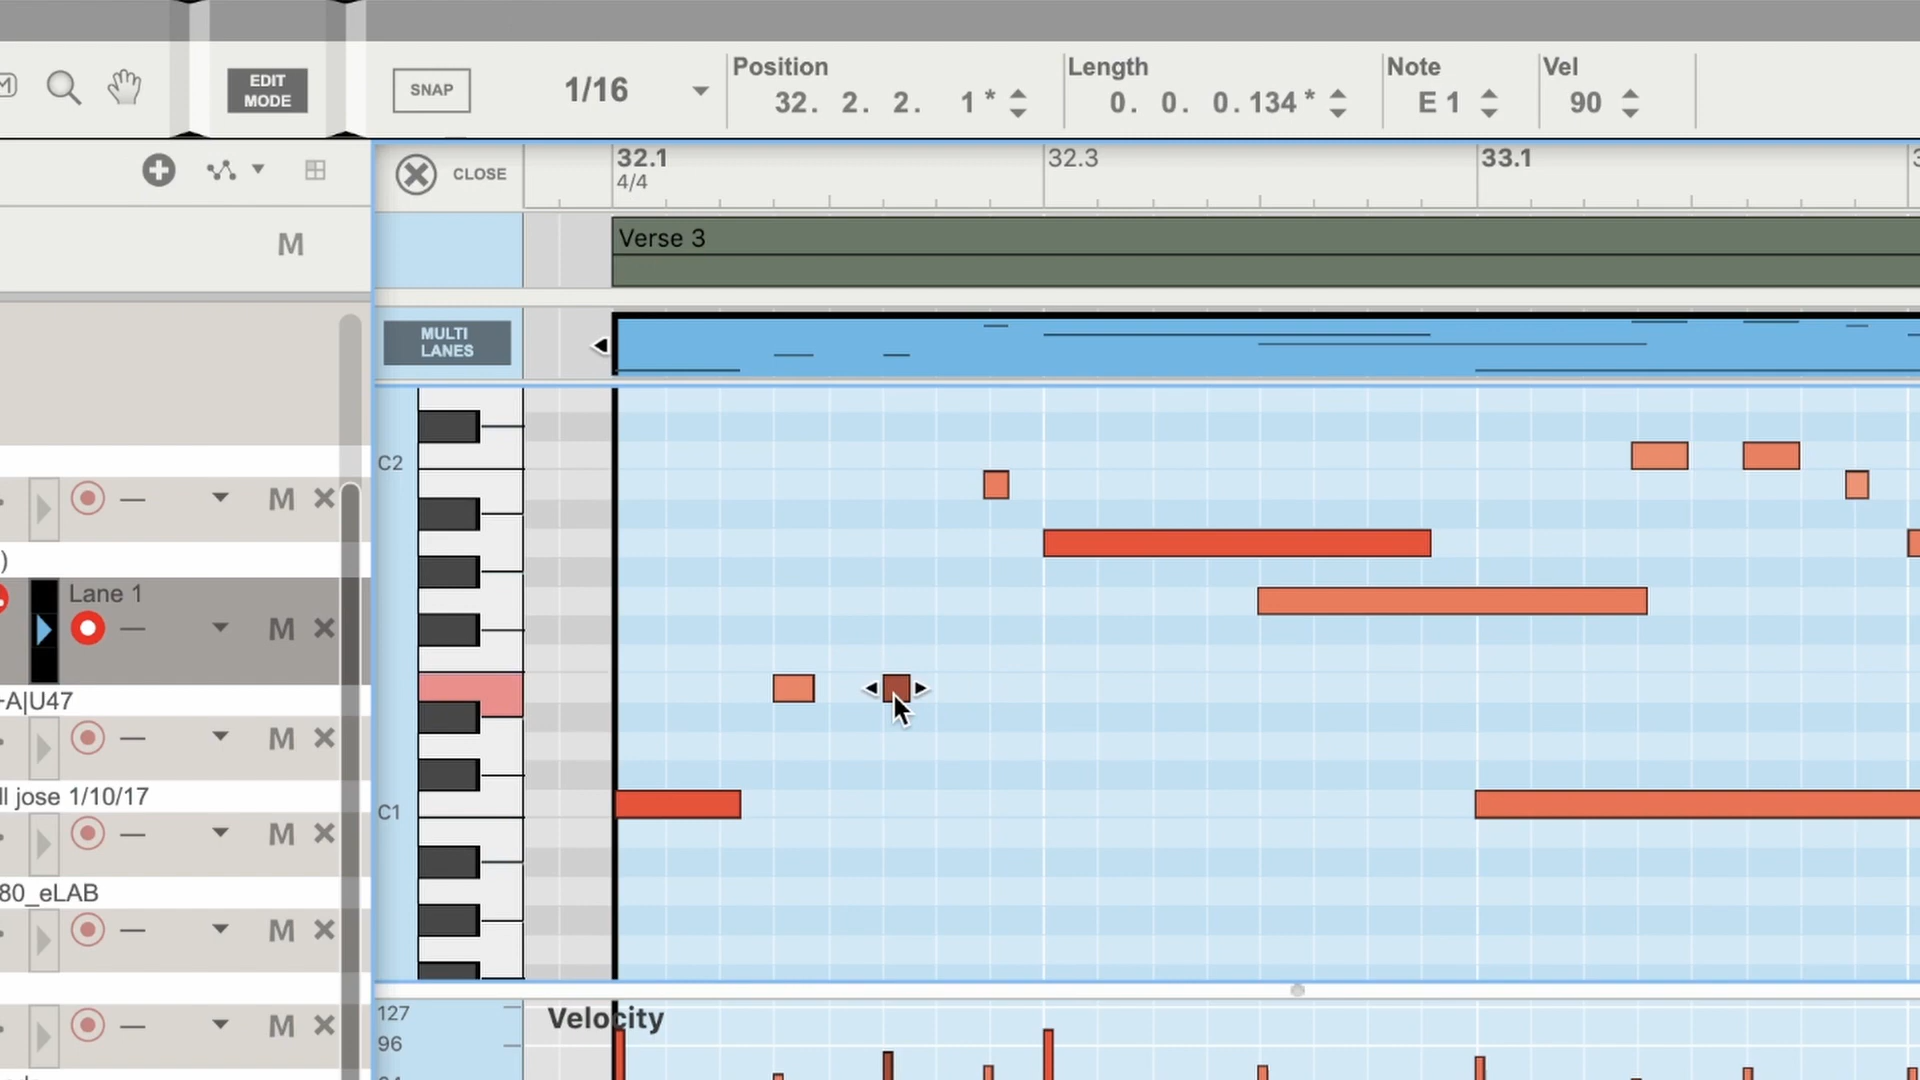 M
EDIT
MODE
SNAP
1/16
Position
32. 2. 2. 1 *
Length
0. 0. 0.134 *
Note
E 1
Vel
90
CLOSE
32.1
4/4
32.3
33.1
M
Verse 3
MULTI
LANES
C2
M
)
Lane 1
M
-A|U47
M
ll jose 1/10/17
C1
M
80_eLAB
M
M
127
96
Velocity